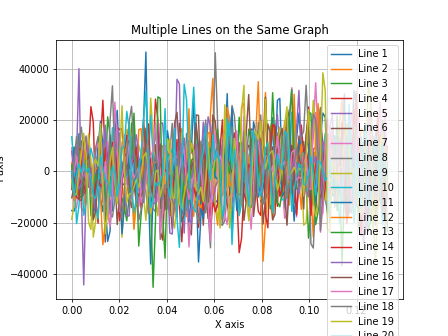 Multiple Lines on the Same Graph
40000
20000
0
−20000
−40000
axis
0.00
0.02
0.04
0.06
0.08
0.10
X axis
Line 1
Line 2
Line 3
Line 4
Line 5
Line 6
Line 7
Line 8
Line 9
Line 10
Line 11
Line 12
Line 13
Line 14
Line 15
Line 16
Line 17
Line 18
Line 19
Line 20